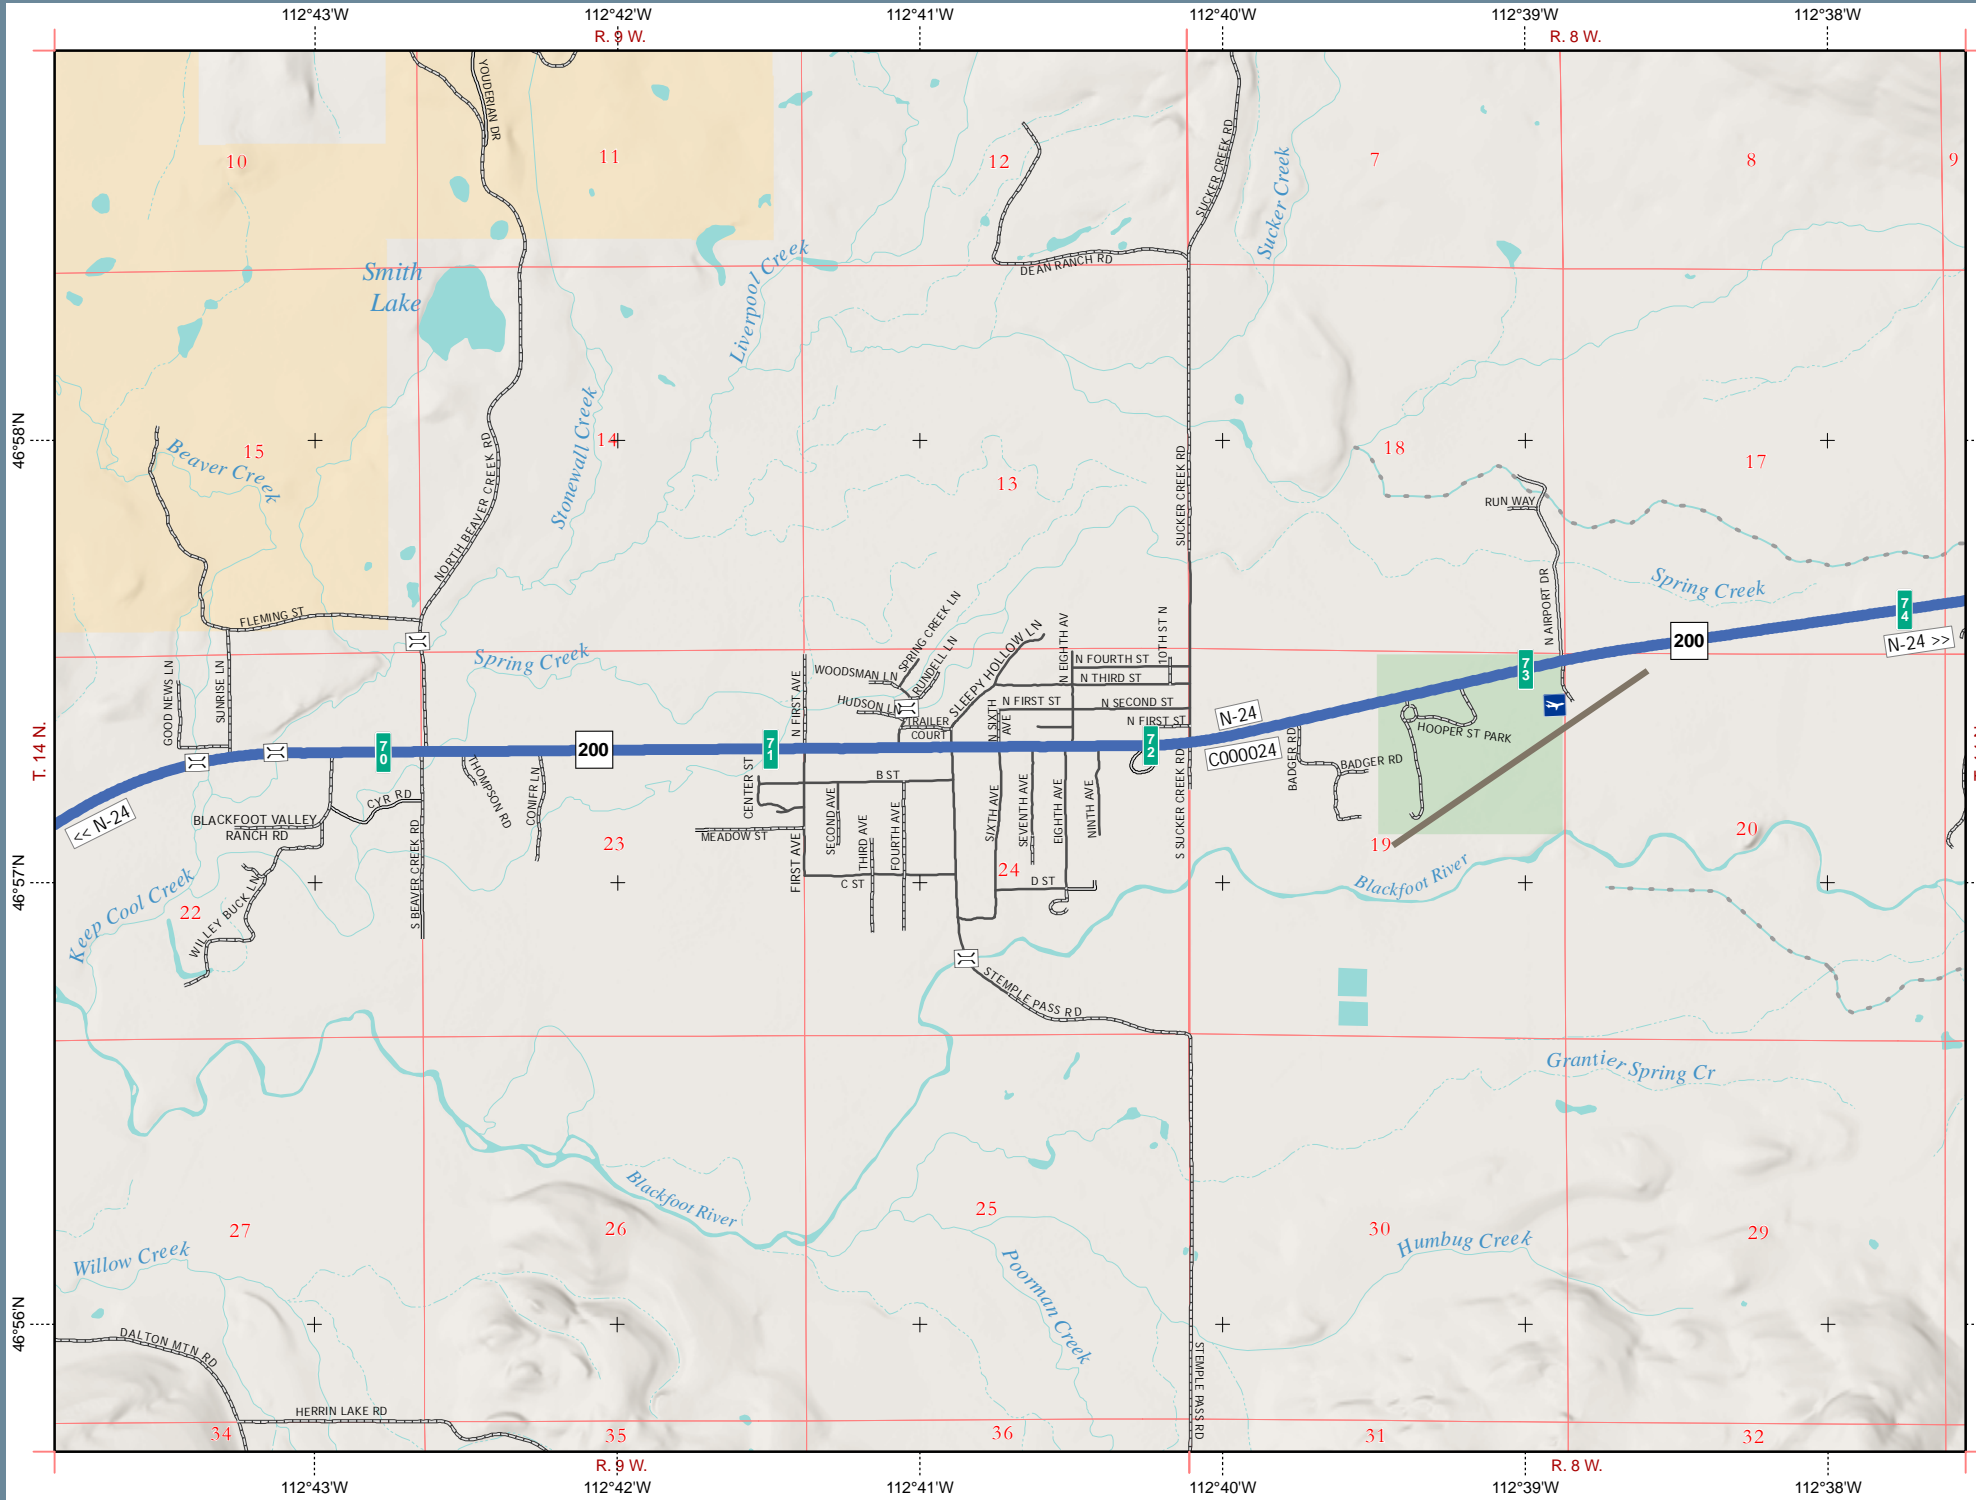 112°43'W
112°42'W
112°41'W
112°40'W
112°39'W
112°38'W
R. 9 W.
R. 8 W.
YOUDERIAN DR
10
11
12
7
8
9
SUCKER CREEK RD
Sucker Creek
Smith
Lake
Liverpool Creek
DEAN RANCH RD
46°58'N
Beaver Creek
15
NORTH BEAVER CREEK RD
Stonewall Creek
14
13
SUCKER CREEK RD
18
17
RUN WAY
N AIRPORT DR
Spring Creek
74
200
N-24 >>
FLEMING ST
GOOD NEWS LN
SUNRISE LN
Spring Creek
N FIRST AVE
WOODSMAN LN
SPRING CREEK LN
RUNDELL LN
HUDSON LN
TRAILER
COURT
SLEEPY HOLLOW LN
N EIGHTH AV
10TH ST N
N FOURTH ST
N THIRD ST
N FIRST ST
N SECOND ST
N SIXTH
AVE
N FIRST ST
T. 14 N.
70
200
71
72
73
N-24
C000024
<< N-24
HOOPER ST PARK
BADGER RD
BADGER RD
BLACKFOOT VALLEY
RANCH RD
CYR RD
THOMPSON RD
CONIFR LN
S BEAVER CREEK RD
CENTER ST
B ST
MEADOW ST
FIRST AVE
SECOND AVE
THIRD AVE
FOURTH AVE
SIXTH AVE
SEVENTH AVE
EIGHTH AVE
NINTH AVE
S SUCKER CREEK RD
C ST
D ST
23
24
19
20
46°57'N
Keep Cool Creek
22
WILLEY BUCK LN
Blackfoot River
STEMPLE PASS RD
Grantier Spring Cr
Blackfoot River
27
26
25
30
29
Willow Creek
Poorman Creek
Humbug Creek
46°56'N
DALTON MTN RD
HERRIN LAKE RD
STEMPLE PASS RD
34
35
36
31
32
R. 9 W.
R. 8 W.
112°43'W
112°42'W
112°41'W
112°40'W
112°39'W
112°38'W